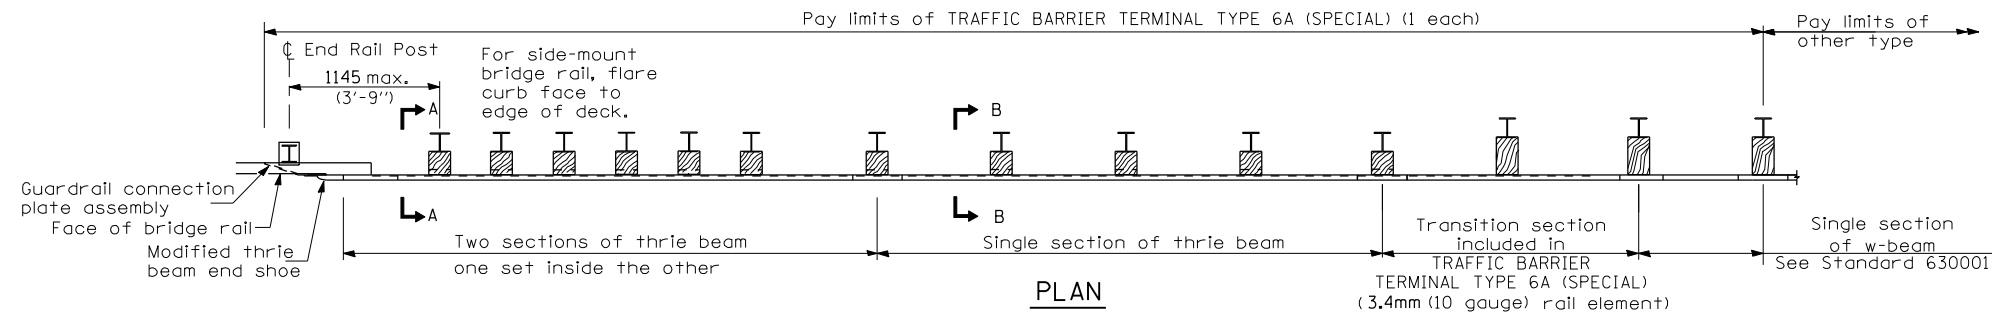 Pay limits of TRAFFIC BARRIER TERMINAL TYPE 6A (SPECIAL) (1 each)
Pay limits of
other type
℄ End Rail Post
1145 max.
(3'-9'')
For side-mount
bridge rail, flare
curb face to
edge of deck.
A
B
Guardrail connection
plate assembly
Face of bridge rail
Modified thrie
beam end shoe
A
B
Two sections of thrie beam
one set inside the other
Single section of thrie beam
Transition section
included in
TRAFFIC BARRIER
TERMINAL TYPE 6A (SPECIAL)
(3.4mm (10 gauge) rail element)
Single section
of w-beam
See Standard 630001
PLAN